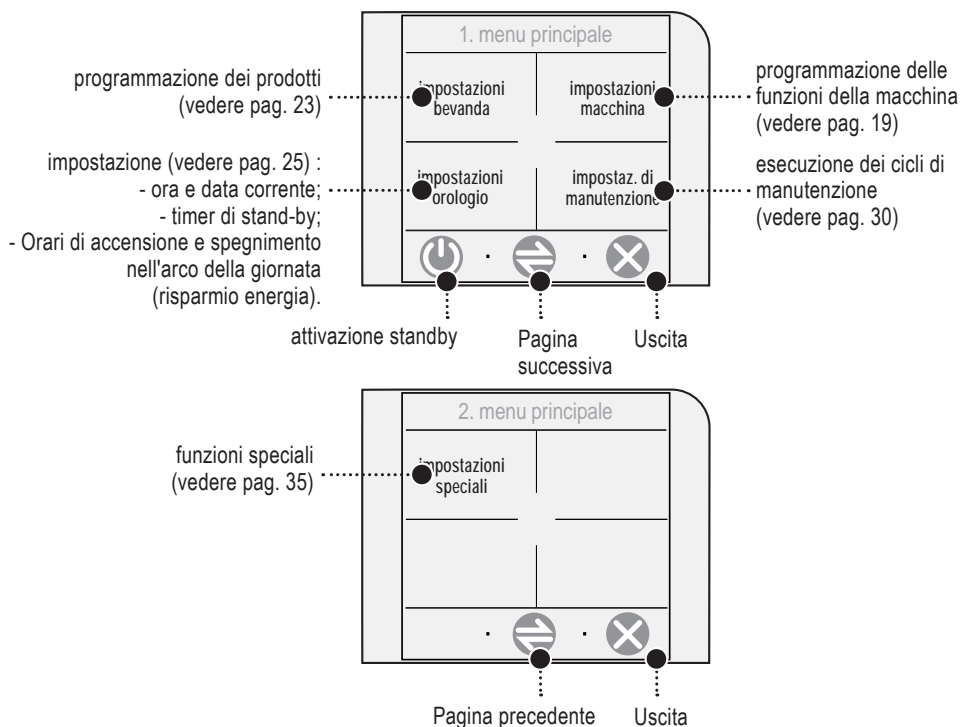 1. menu principale
programmazione dei prodotti
(vedere pag. 23)
impostazioni
bevanda
impostazioni
macchina
programmazione delle
funzioni della macchina
(vedere pag. 19)
impostazione (vedere pag. 25) :
- ora e data corrente;
- timer di stand-by;
- Orari di accensione e spegnimento
nell'arco della giornata
(risparmio energia).
impostazioni
orologio
impostaz. di
manutenzione
esecuzione dei cicli di
manutenzione
(vedere pag. 30)
attivazione standby
Pagina
successiva
Uscita
2. menu principale
funzioni speciali
(vedere pag. 35)
impostazioni
speciali
Pagina precedente
Uscita